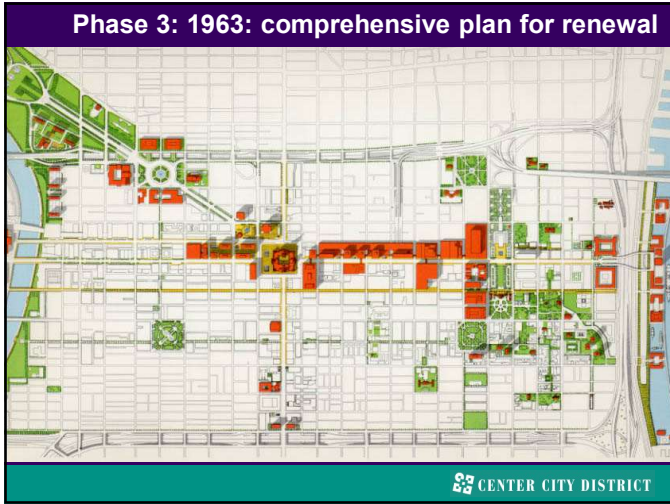 Phase 3: 1963: comprehensive plan for renewal
CENTER CITY DISTRICT